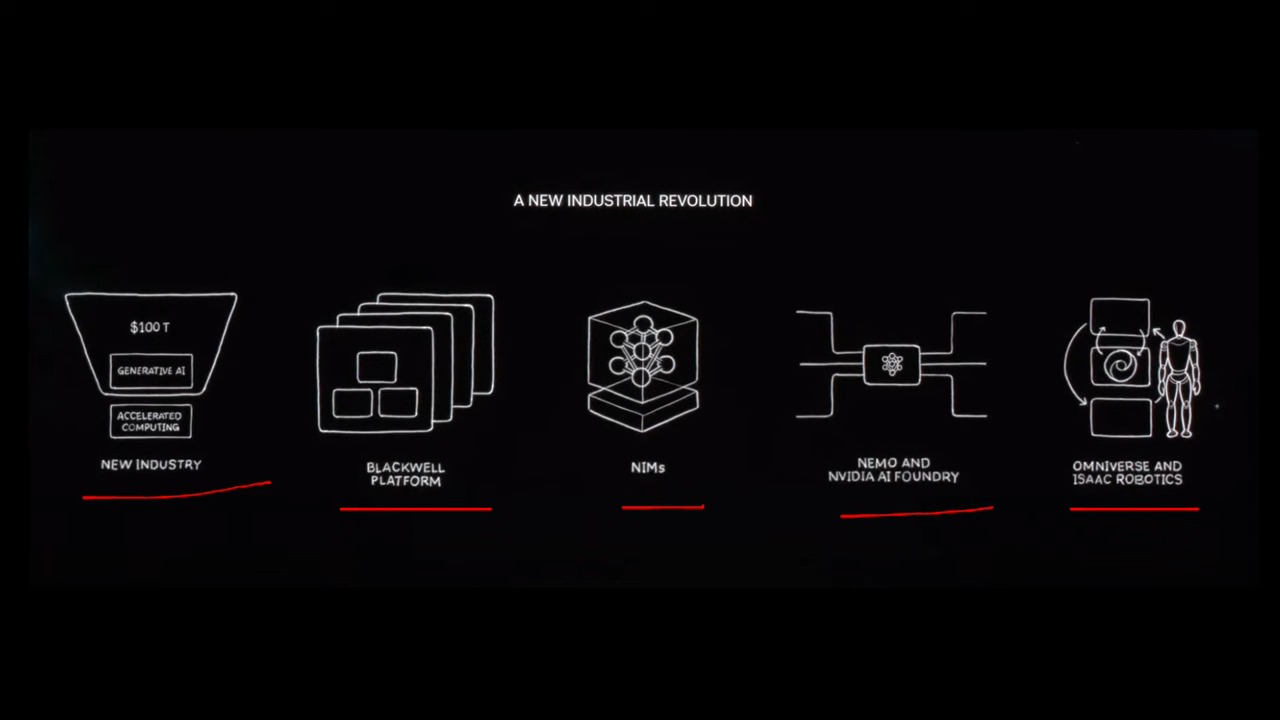 A NEW INDUSTRIAL REVOLUTION
$100 T
GENERATIVE AI
ACCELERATED
COMPUTING
NEW INDUSTRY
BLACKWELL
PLATFORM
NIMs
NEMO AND
NVIDIA AI FOUNDRY
OMNIVERSE AND
ISAAC ROBOTICS